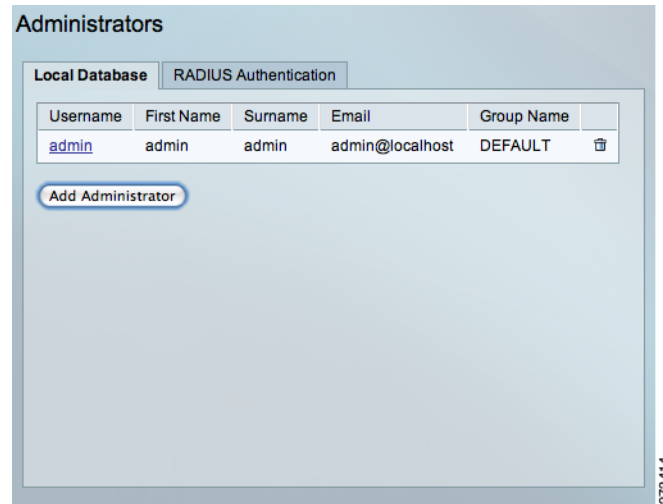 Administrators
Local Database RADIUS Authentication
Username First Name Surname Email Group Name
admin admin admin admin@localhost DEFAULT
Add Administrator